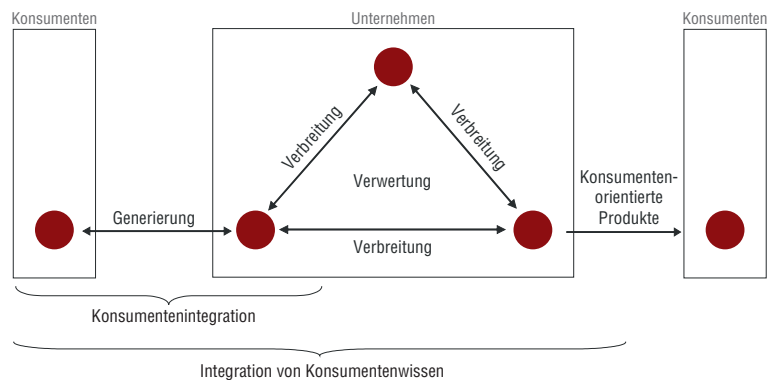 Konsumenten
Unternehmen
Konsumenten
Verbreitung
Verbreitung
Verwertung
Konsumenten-
orientierte
Produkte
Generierung
Verbreitung
Konsumentenintegration
Integration von Konsumentenwissen